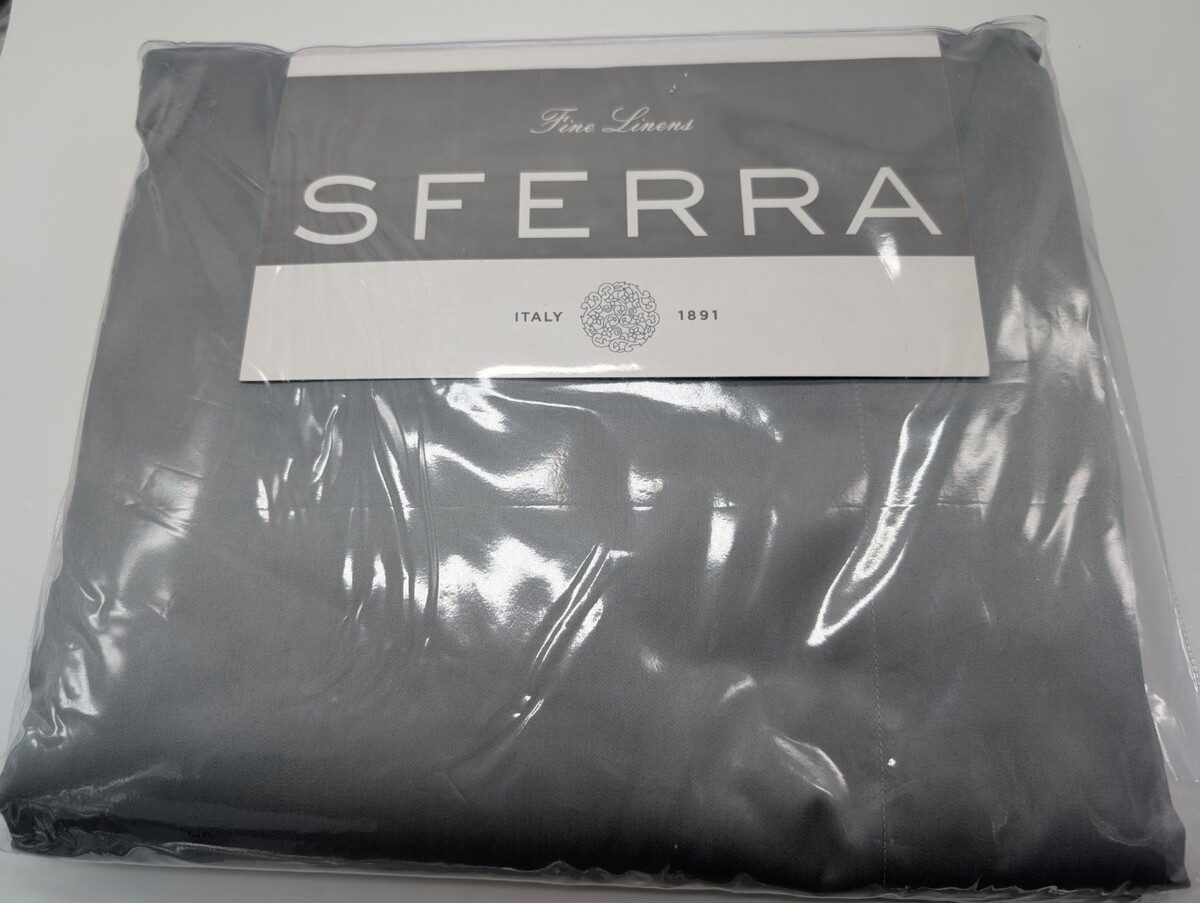 Fine Linens
SFERRA
ITALY 1891